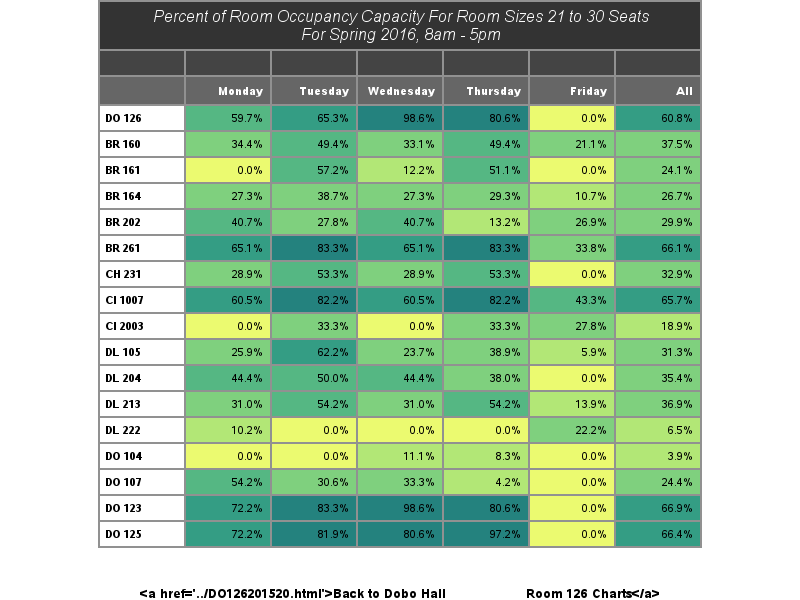 Percent of Room Occupancy Capacity For Room Sizes 21 to 30 Seats
For Spring 2016, 8am - 5pm
Monday Tuesday Wednesday Thursday Friday All
DO 126 59.7% 65.3% 98.6% 80.6% 0.0% 60.8%
BR 160 34.4% 49.4% 33.1% 49.4% 21.1% 37.5%
BR 161 0.0% 57.2% 12.2% 51.1% 0.0% 24.1%
BR 164 27.3% 38.7% 27.3% 29.3% 10.7% 26.7%
BR 202 40.7% 27.8% 40.7% 13.2% 26.9% 29.9%
BR 261 65.1% 83.3% 65.1% 83.3% 33.8% 66.1%
CH 231 28.9% 53.3% 28.9% 53.3% 0.0% 32.9%
CI 1007 60.5% 82.2% 60.5% 82.2% 43.3% 65.7%
CI 2003 0.0% 33.3% 0.0% 33.3% 27.8% 18.9%
DL 105 25.9% 62.2% 23.7% 38.9% 5.9% 31.3%
DL 204 44.4% 50.0% 44.4% 38.0% 0.0% 35.4%
DL 213 31.0% 54.2% 31.0% 54.2% 13.9% 36.9%
DL 222 10.2% 0.0% 0.0% 0.0% 22.2% 6.5%
DO 104 0.0% 0.0% 11.1% 8.3% 0.0% 3.9%
DO 107 54.2% 30.6% 33.3% 4.2% 0.0% 24.4%
DO 123 72.2% 83.3% 98.6% 80.6% 0.0% 66.9%
DO 125 72.2% 81.9% 80.6% 97.2% 0.0% 66.4%
<a href='../DO126201520.html'>Back to Dobo Hall Room 126 Charts</a>